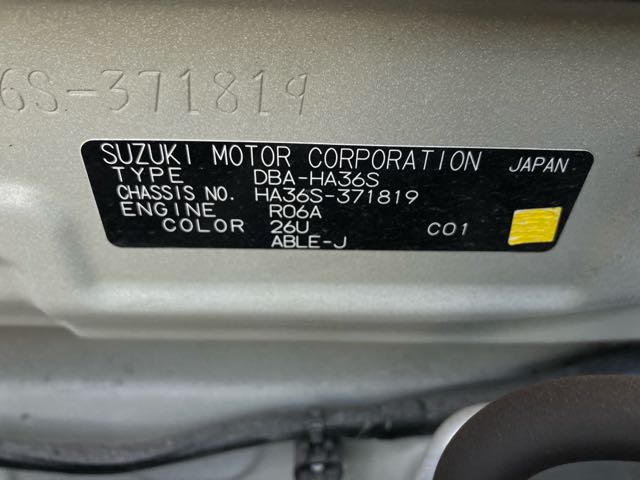 6S-371819
SUZUKI MOTOR CORPORATION JAPAN
TYPE DBA-HA36S
CHASSIS NO. HA36S-371819
ENGINE R06A
COLOR 26U C01
ABLE-J